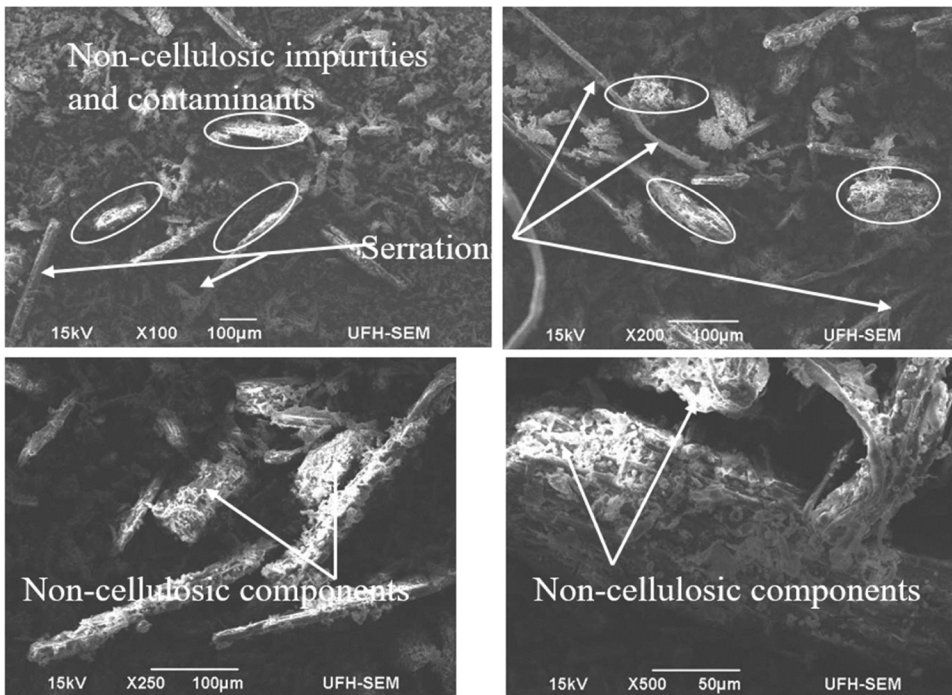 Non-cellulosic impurities
and contaminants
Serration
15kV X100 100µm UFH-SEM
15kV X200 100µm UFH-SEM
Non-cellulosic components
15kV X250 100µm UFH-SEM
Non-cellulosic components
15kV X500 50µm UFH-SEM